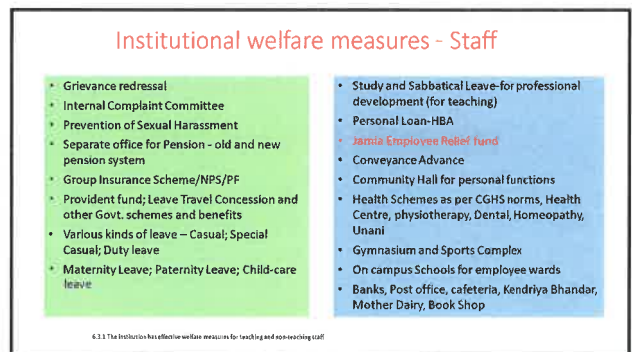 Institutional welfare measures - Staff
• Grievance redressal
• Internal Complaint Committee
• Prevention of Sexual Harassment
• Separate office for Pension - old and new
pension system
• Group Insurance Scheme/NPS/PF
• Provident fund; Leave Travel Concession and
other Govt. schemes and benefits
• Various kinds of leave – Casual; Special
Casual; Duty leave
• Maternity Leave; Paternity Leave; Child-care
leave
• Study and Sabbatical Leave-for professional
development (for teaching)
• Personal Loan-HBA
• Jamia Employee Relief fund
• Conveyance Advance
• Community Hall for personal functions
• Health Schemes as per CGHS norms, Health
Centre, physiotherapy, Dental, Homeopathy,
Unani
• Gymnasium and Sports Complex
• On campus Schools for employee wards
• Banks, Post office, cafeteria, Kendriya Bhandar,
Mother Dairy, Book Shop
6.3.1 The institution has effective welfare measures for teaching and non-teaching staff